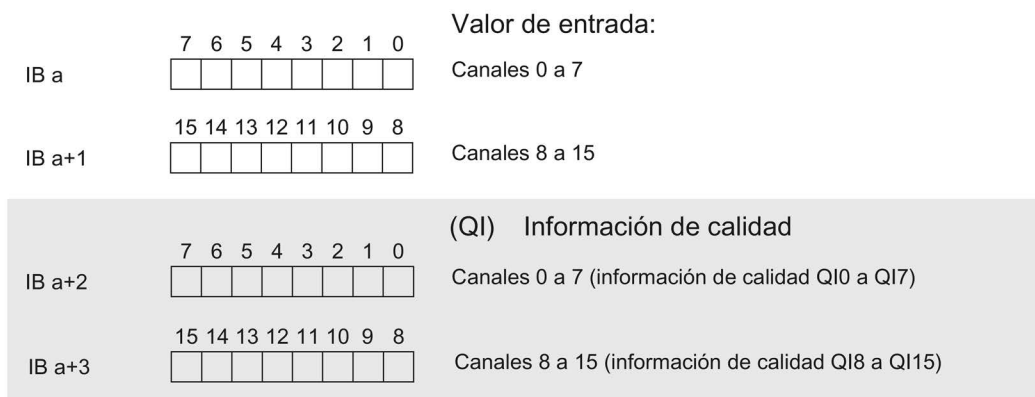 Valor de entrada:
7 6 5 4 3 2 1 0
IB a Canales 0 a 7
15 14 13 12 11 10 9 8
IB a+1 Canales 8 a 15
(QI) Información de calidad
7 6 5 4 3 2 1 0
IB a+2 Canales 0 a 7 (información de calidad QI0 a QI7)
15 14 13 12 11 10 9 8
IB a+3 Canales 8 a 15 (información de calidad QI8 a QI15)